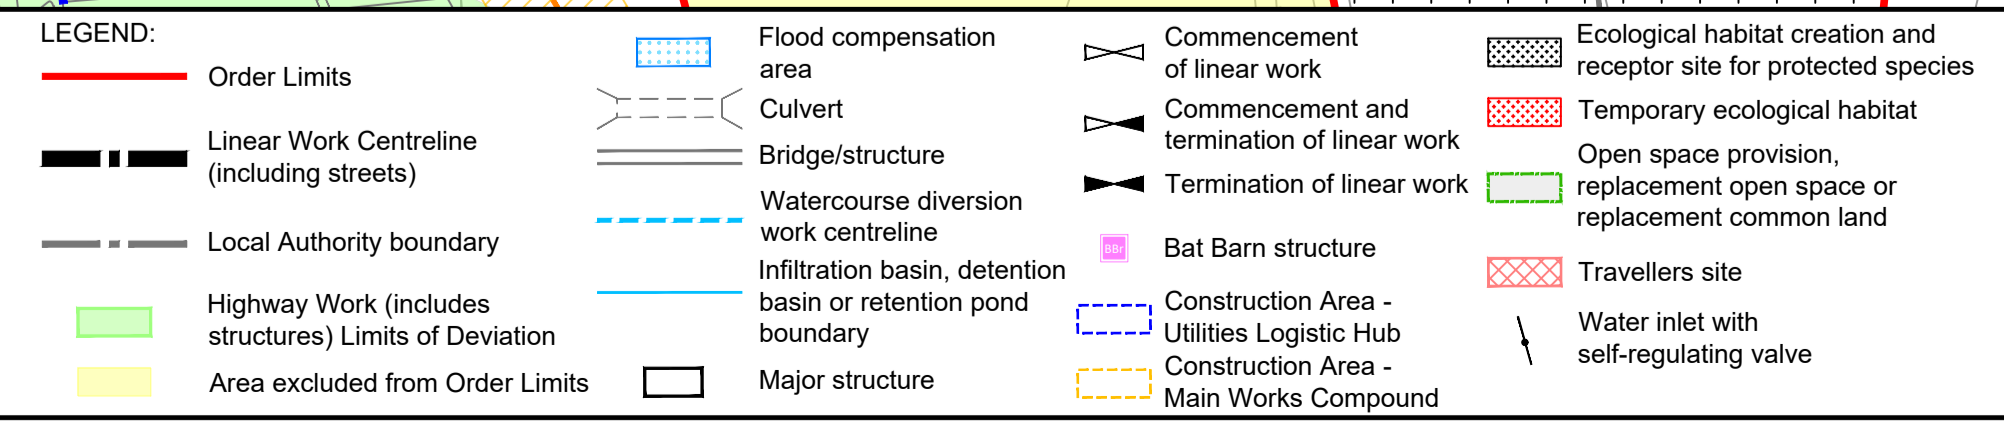 LEGEND:
Order Limits
Linear Work Centreline
(including streets)
Local Authority boundary
Highway Work (includes
structures) Limits of Deviation
Area excluded from Order Limits
Flood compensation
area
Culvert
Bridge/structure
Watercourse diversion
work centreline
Infiltration basin, detention
basin or retention pond
boundary
Major structure
Commencement
of linear work
Commencement and
termination of linear work
Termination of linear work
BBr
Bat Barn structure
Construction Area -
Utilities Logistic Hub
Construction Area -
Main Works Compound
Ecological habitat creation and
receptor site for protected species
Temporary ecological habitat
Open space provision,
replacement open space or
replacement common land
Travellers site
Water inlet with
self-regulating valve